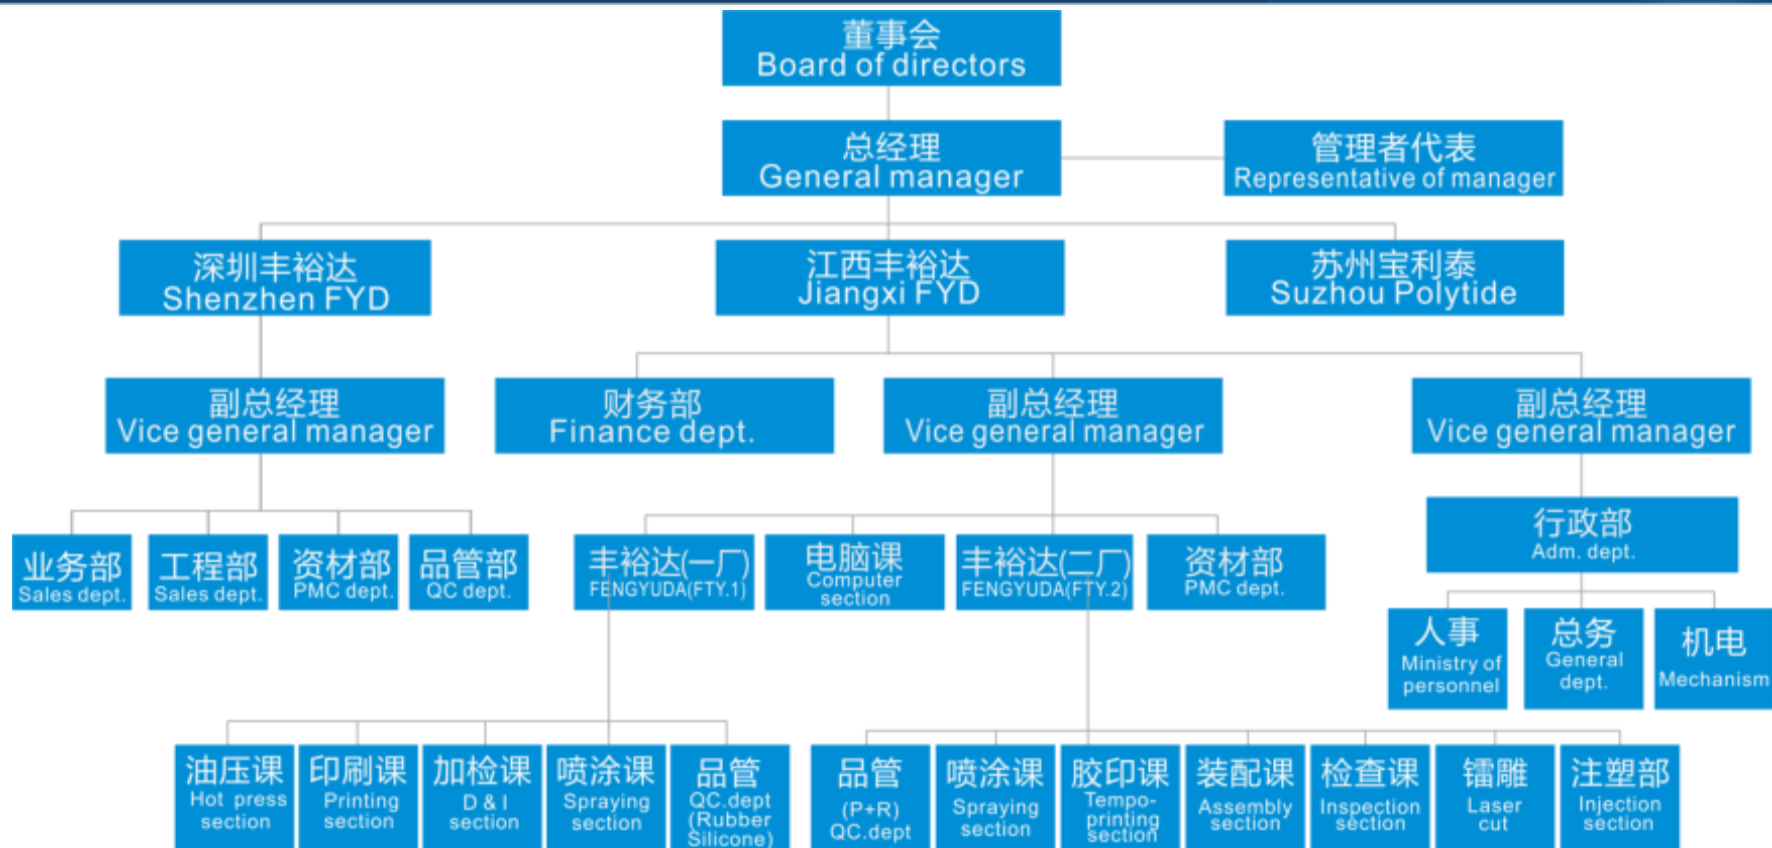 董事会
Board of directors
总经理
General manager
管理者代表
Representative of manager
深圳丰裕达
Shenzhen FYD
江西丰裕达
Jiangxi FYD
苏州宝利泰
Suzhou Polytide
副总经理
Vice general manager
财务部
Finance dept.
副总经理
Vice general manager
副总经理
Vice general manager
业务部
Sales dept.
工程部
Sales dept.
资材部
PMC dept.
品管部
QC dept.
丰裕达(一厂)
FENGYUDA(FTY.1)
电脑课
Computer
section
丰裕达(二厂)
FENGYUDA(FTY.2)
资材部
PMC dept.
行政部
Adm. dept.
人事
Ministry of
personnel
总务
General
dept.
机电
Mechanism
油压课
Hot press
section
印刷课
Printing
section
加检课
D & I
section
喷涂课
Spraying
section
品管
QC.dept
(Rubber
Silicone)
品管
(P+R)
QC.dept
喷涂课
Spraying
section
胶印课
Tempo-
printing
section
装配课
Assembly
section
检查课
Inspection
section
镭雕
Laser
cut
注塑部
Injection
section